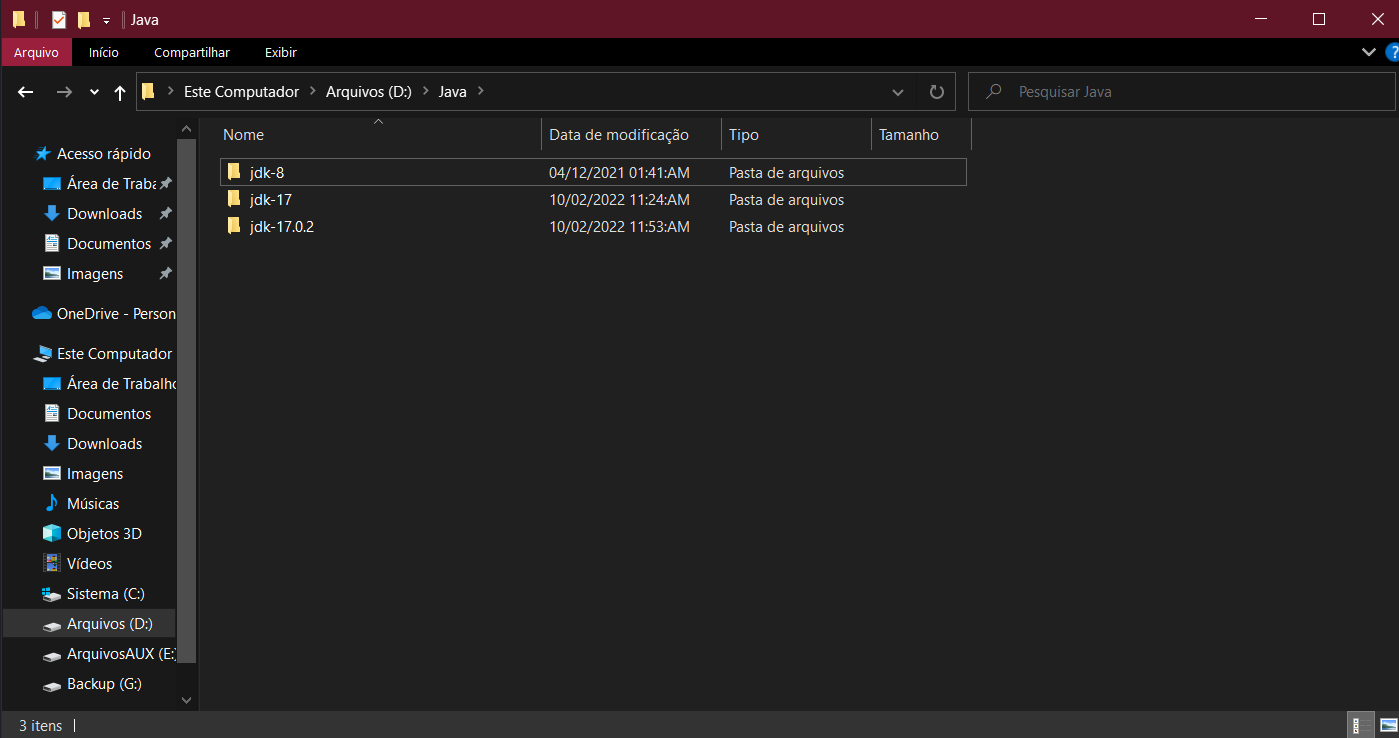 Java
Arquivo Início Compartilhar Exibir ?
Este Computador Arquivos (D:) Java
Pesquisar Java
Nome Data de modificação Tipo Tamanho
jdk-8 04/12/2021 01:41:AM Pasta de arquivos
jdk-17 10/02/2022 11:24:AM Pasta de arquivos
jdk-17.0.2 10/02/2022 11:53:AM Pasta de arquivos
Acesso rápido
Área de Traba
Downloads
Documentos
Imagens
OneDrive - Person
Este Computador
Área de Trabalho
Documentos
Downloads
Imagens
Músicas
Objetos 3D
Vídeos
Sistema (C:)
Arquivos (D:)
ArquivosAUX (E:)
Backup (G:)
3 itens